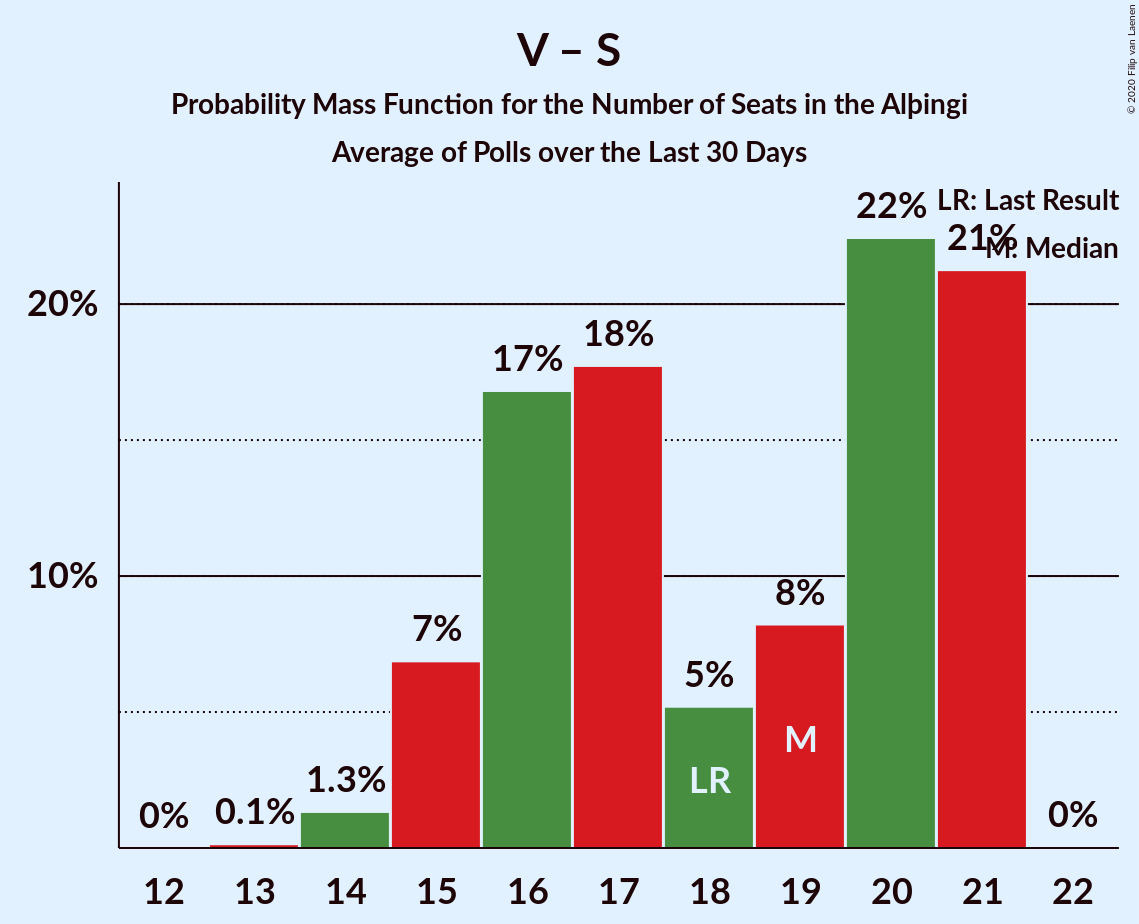 V – S
Probability Mass Function for the Number of Seats in the Alþingi
Average of Polls over the Last 30 Days
© 2020 Filip van Laenen
LR: Last Result
M: Median
20%
10%
0%
0.1%
1.3%
7%
17%
18%
5%
8%
22%
21%
0%
LR
M
12 13 14 15 16 17 18 19 20 21 22